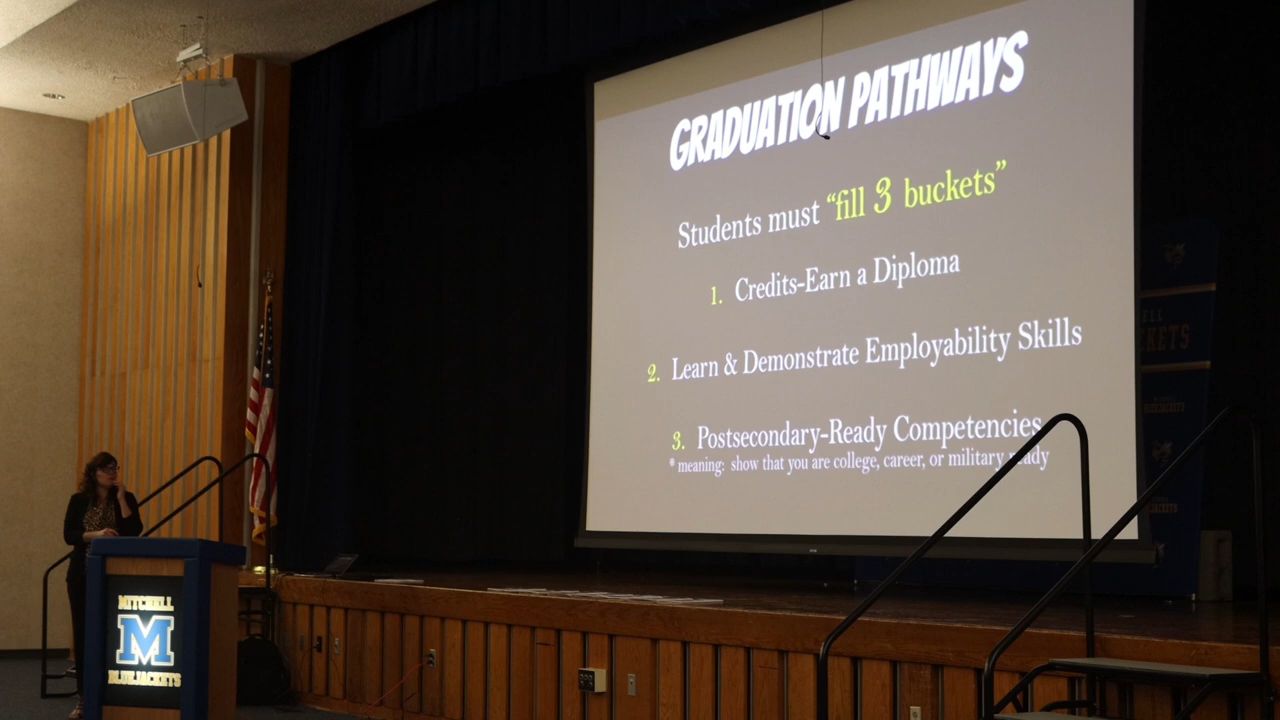 GRADUATION PATHWAYS
Students must “fill 3 buckets”
1. Credits-Earn a Diploma
2. Learn & Demonstrate Employability Skills
3. Postsecondary-Ready Competencies
* meaning: show that you are college, career, or military ready
MITCHELL
M
BLUEJACKETS